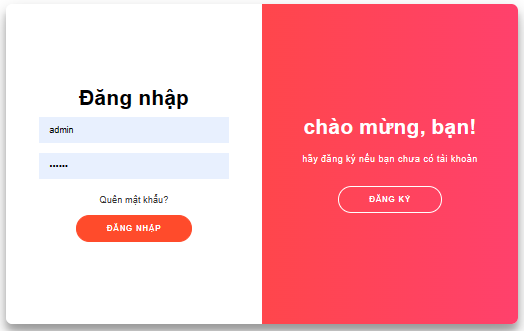 Đăng nhập
admin
••••••
Quên mật khẩu?
ĐĂNG NHẬP
chào mừng, bạn!
hãy đăng ký nếu bạn chưa có tài khoản
ĐĂNG KÝ